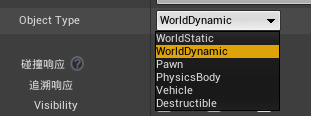 Object Type
WorldDynamic
WorldStatic
WorldDynamic
碰撞响应
Pawn
PhysicsBody
追溯响应
Vehicle
Visibility
Destructible